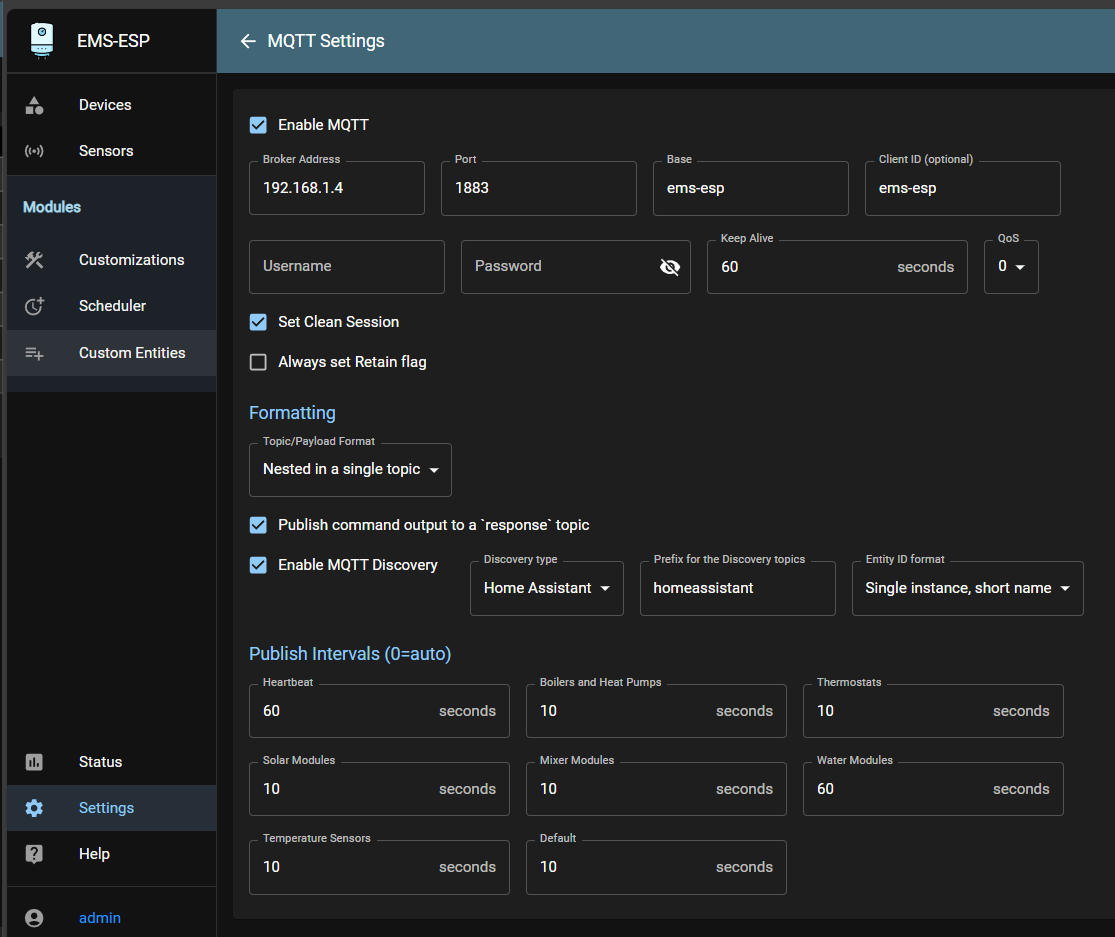 EMS-ESP
MQTT Settings
Devices
Sensors
Modules
Customizations
Scheduler
Custom Entities
Status
Settings
Help
admin
Enable MQTT
Broker Address Port Base Client ID (optional)
192.168.1.4 1883 ems-esp ems-esp
Keep Alive QoS
Username Password 60 seconds 0
Set Clean Session
Always set Retain flag
Formatting
Topic/Payload Format
Nested in a single topic
Publish command output to a `response` topic
Discovery type Prefix for the Discovery topics Entity ID format
Enable MQTT Discovery Home Assistant homeassistant Single instance, short name
Publish Intervals (0=auto)
Heartbeat Boilers and Heat Pumps Thermostats
60 seconds 10 seconds 10 seconds
Solar Modules Mixer Modules Water Modules
10 seconds 10 seconds 60 seconds
Temperature Sensors Default
10 seconds 10 seconds